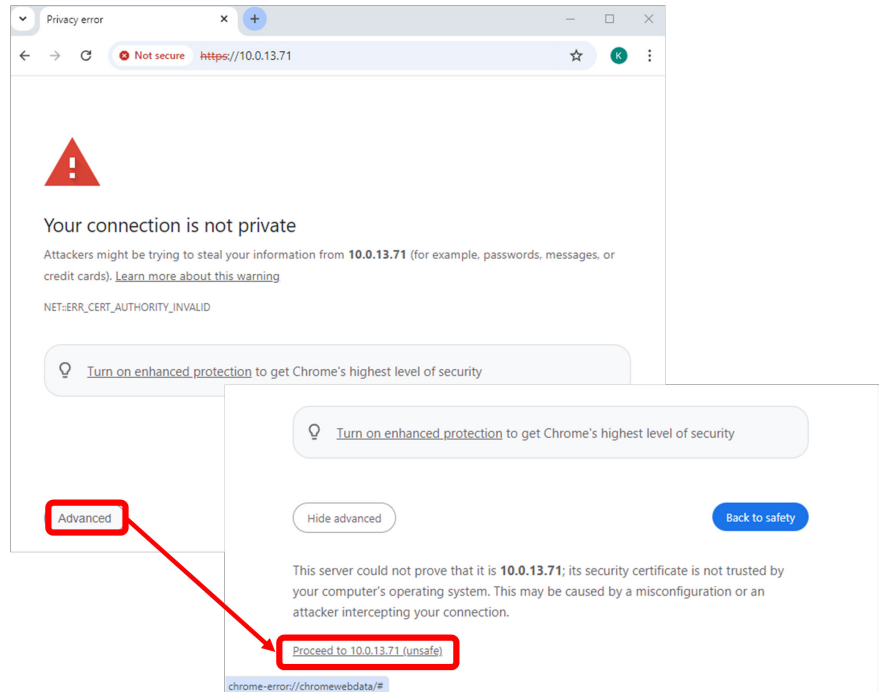 Privacy error
Not secure https://10.0.13.71
K
Your connection is not private
Attackers might be trying to steal your information from 10.0.13.71 (for example, passwords, messages, or
credit cards). Learn more about this warning
NET::ERR_CERT_AUTHORITY_INVALID
Turn on enhanced protection to get Chrome's highest level of security
Advanced
Turn on enhanced protection to get Chrome's highest level of security
Hide advanced
Back to safety
This server could not prove that it is 10.0.13.71; its security certificate is not trusted by
your computer's operating system. This may be caused by a misconfiguration or an
attacker intercepting your connection.
Proceed to 10.0.13.71 (unsafe)
chrome-error://chromewebdata/#